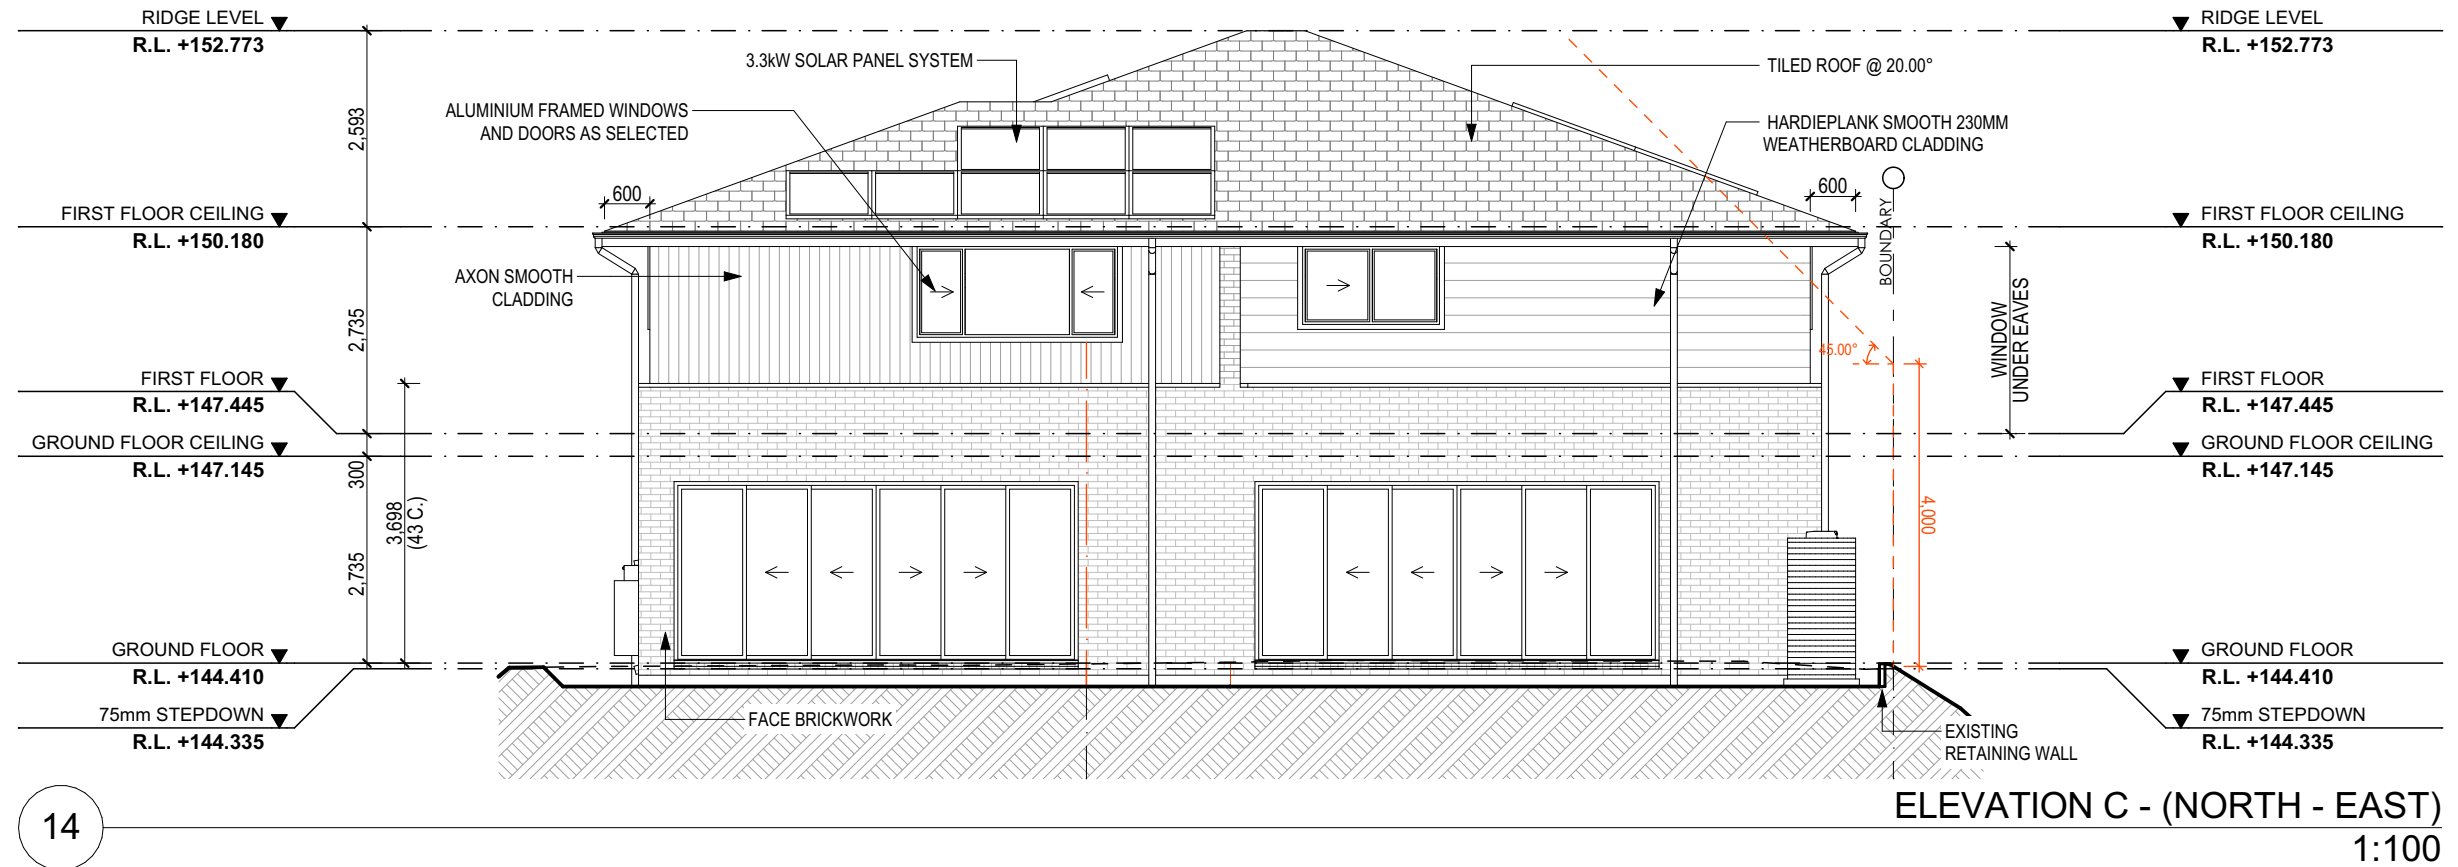 RIDGE LEVEL
R.L. +152.773
2,593
FIRST FLOOR CEILING
R.L. +150.180
2,735
FIRST FLOOR
R.L. +147.445
GROUND FLOOR CEILING
R.L. +147.145
300
3,698
(43 C.)
2,735
GROUND FLOOR
R.L. +144.410
75mm STEPDOWN
R.L. +144.335
3.3kW SOLAR PANEL SYSTEM
ALUMINIUM FRAMED WINDOWS
AND DOORS AS SELECTED
600
AXON SMOOTH
CLADDING
FACE BRICKWORK
TILED ROOF @ 20.00°
HARDIEPLANK SMOOTH 230MM
WEATHERBOARD CLADDING
600
BOUNDARY
45.00°
4,000
WINDOW
UNDER EAVES
EXISTING
RETAINING WALL
RIDGE LEVEL
R.L. +152.773
FIRST FLOOR CEILING
R.L. +150.180
FIRST FLOOR
R.L. +147.445
GROUND FLOOR CEILING
R.L. +147.145
GROUND FLOOR
R.L. +144.410
75mm STEPDOWN
R.L. +144.335
14
ELEVATION C - (NORTH - EAST)
1:100